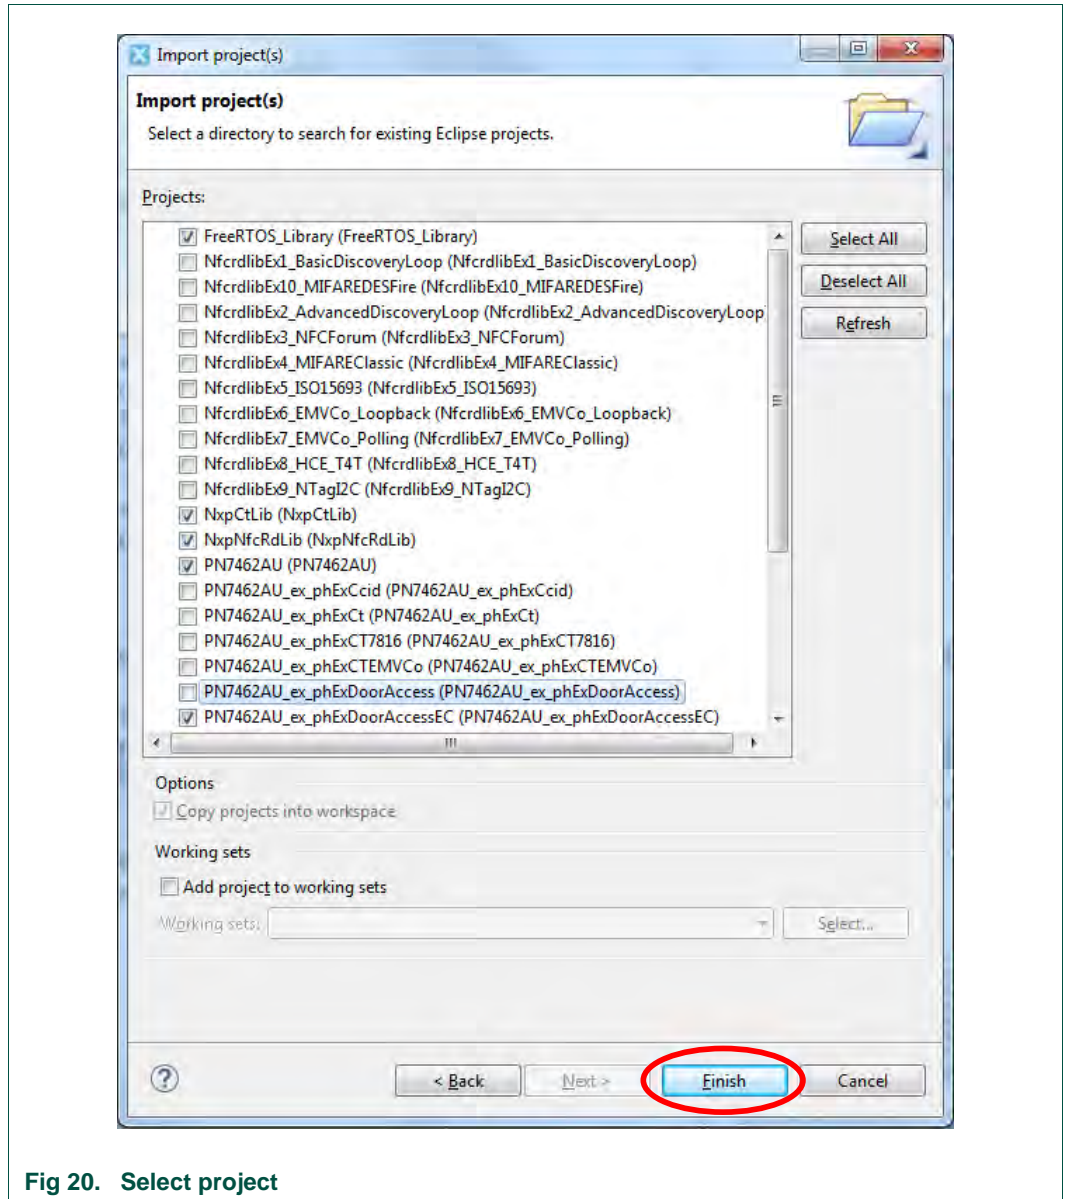 Import project(s)
Import project(s)
Select a directory to search for existing Eclipse projects.
Projects:
FreeRTOS_Library (FreeRTOS_Library)
NfcrdlibEx1_BasicDiscoveryLoop (NfcrdlibEx1_BasicDiscoveryLoop)
NfcrdlibEx10_MIFAREDESFire (NfcrdlibEx10_MIFAREDESFire)
NfcrdlibEx2_AdvancedDiscoveryLoop (NfcrdlibEx2_AdvancedDiscoveryLoop
NfcrdlibEx3_NFCForum (NfcrdlibEx3_NFCForum)
NfcrdlibEx4_MIFAREClassic (NfcrdlibEx4_MIFAREClassic)
NfcrdlibEx5_ISO15693 (NfcrdlibEx5_ISO15693)
NfcrdlibEx6_EMVCo_Loopback (NfcrdlibEx6_EMVCo_Loopback)
NfcrdlibEx7_EMVCo_Polling (NfcrdlibEx7_EMVCo_Polling)
NfcrdlibEx8_HCE_T4T (NfcrdlibEx8_HCE_T4T)
NfcrdlibEx9_NTagI2C (NfcrdlibEx9_NTagI2C)
NxpCtLib (NxpCtLib)
NxpNfcRdLib (NxpNfcRdLib)
PN7462AU (PN7462AU)
PN7462AU_ex_phExCcid (PN7462AU_ex_phExCcid)
PN7462AU_ex_phExCt (PN7462AU_ex_phExCt)
PN7462AU_ex_phExCT7816 (PN7462AU_ex_phExCT7816)
PN7462AU_ex_phExCTEMVCo (PN7462AU_ex_phExCTEMVCo)
PN7462AU_ex_phExDoorAccess (PN7462AU_ex_phExDoorAccess)
PN7462AU_ex_phExDoorAccessEC (PN7462AU_ex_phExDoorAccessEC)
Select All
Deselect All
Refresh
Options
Copy projects into workspace
Working sets
Add project to working sets
Working sets:
Select...
< Back
Next >
Finish
Cancel
Fig 20. Select project